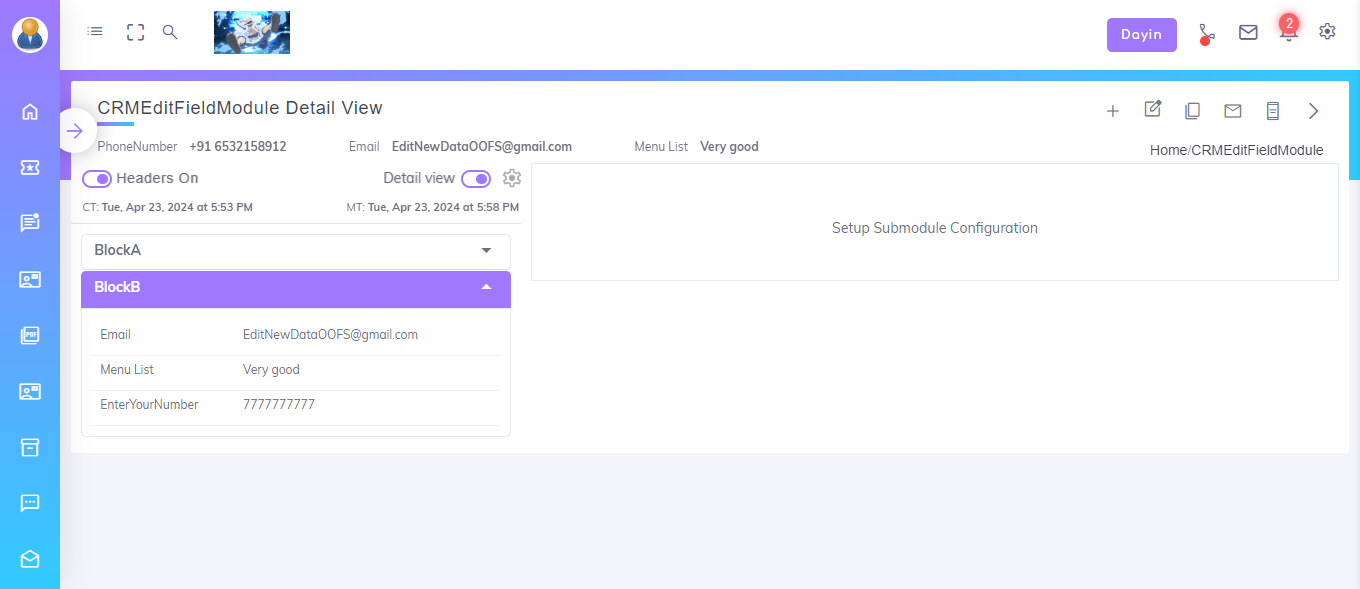 Dayin
2
CRMEditFieldModule Detail View
PhoneNumber +91 6532158912 Email EditNewDataOOFS@gmail.com Menu List Very good
Home/CRMEditFieldModule
Headers On Detail view
CT: Tue, Apr 23, 2024 at 5:53 PM MT: Tue, Apr 23, 2024 at 5:58 PM
Setup Submodule Configuration
BlockA
BlockB
Email EditNewDataOOFS@gmail.com
Menu List Very good
EnterYourNumber 7777777777
PDF